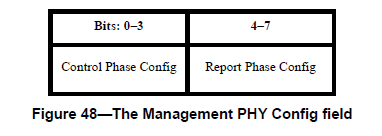 Bits: 0–3 4–7
Control Phase Config Report Phase Config
Figure 48—The Management PHY Config field